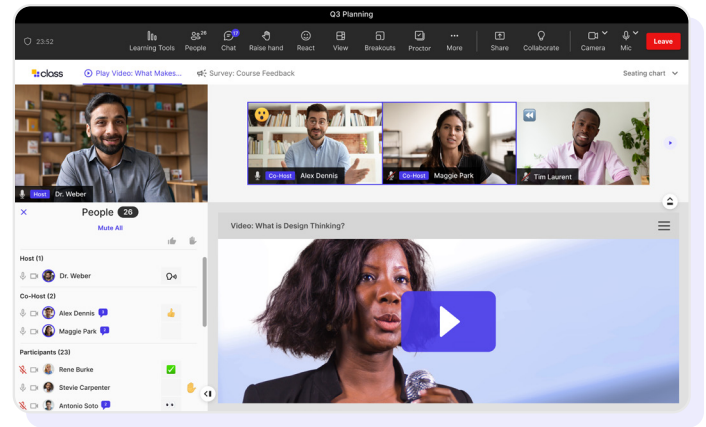 Q3 Planning
23:52
Learning Tools
People 26
Chat 17
Raise hand
React
View
Breakouts
Proctor
More
Share
Collaborate
Camera
Mic
Leave
class
Play Video: What Makes...
Survey: Course Feedback
Seating chart
Host Dr. Weber
Co-Host Alex Dennis
Co-Host Maggie Park
Tim Laurent
People 26
Mute All
Host (1)
Dr. Weber
Co-Host (2)
Alex Dennis
Maggie Park
Participants (23)
Rene Burke
Stevie Carpenter
Antonio Soto
Video: What is Design Thinking?